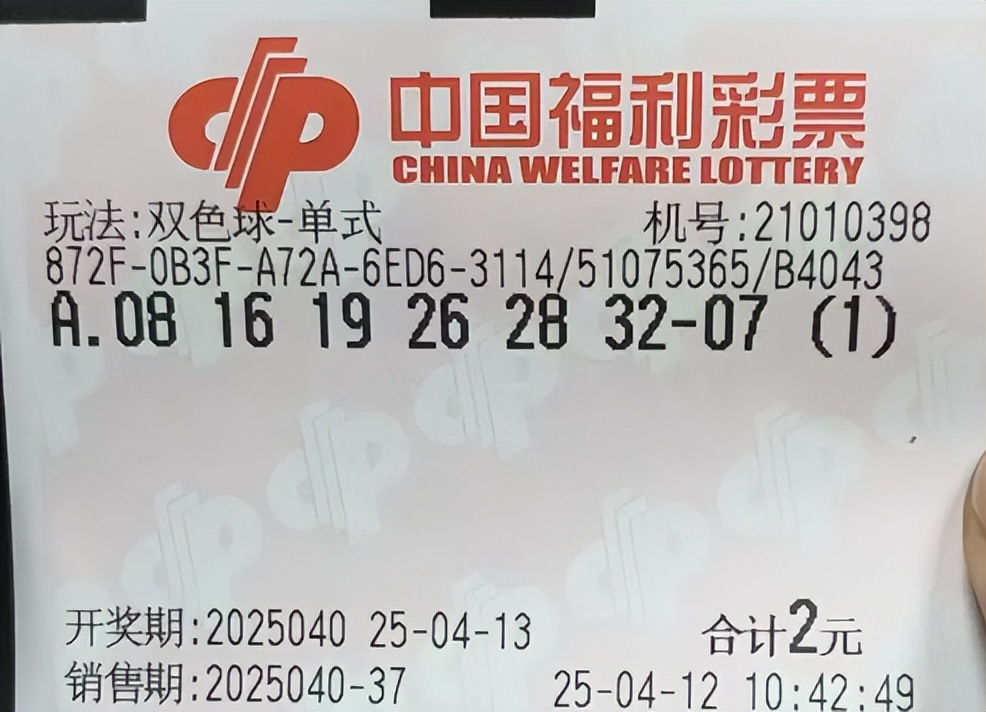 中国福利彩票
CHINA WELFARE LOTTERY
玩法:双色球-单式 机号:21010398
872F-0B3F-A72A-6ED6-3114/51075365/B4043
A.08 16 19 26 28 32-07 (1)
开奖期:2025040 25-04-13 合计2元
销售期:2025040-37 25-04-12 10:42:49